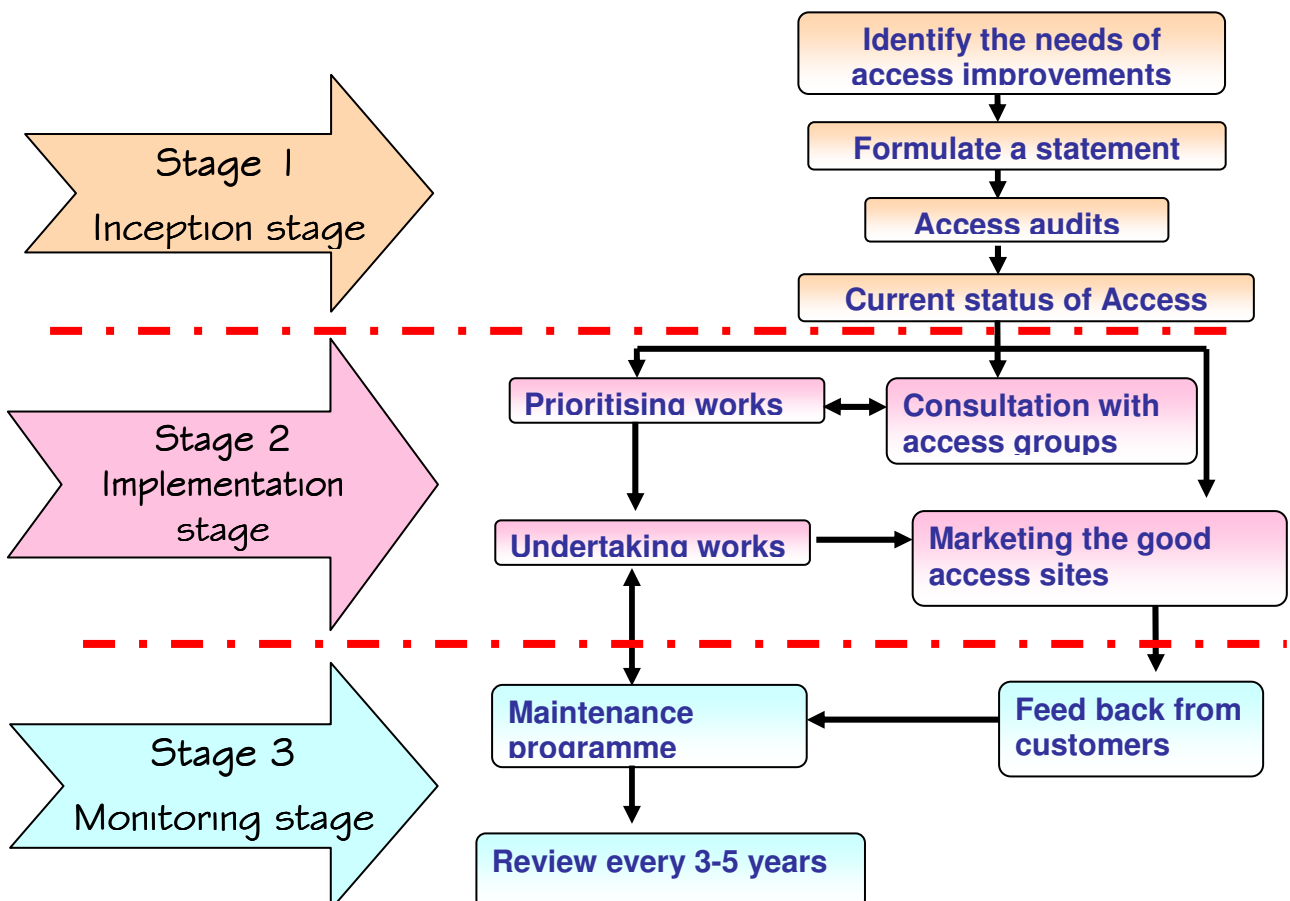 Identify the needs of
access improvements
Formulate a statement
Access audits
Current status of Access
Stage 1
Inception stage
Prioritising works
Consultation with
access groups
Stage 2
Implementation
stage
Undertaking works
Marketing the good
access sites
Stage 3
Monitoring stage
Maintenance
programme
Feed back from
customers
Review every 3-5 years